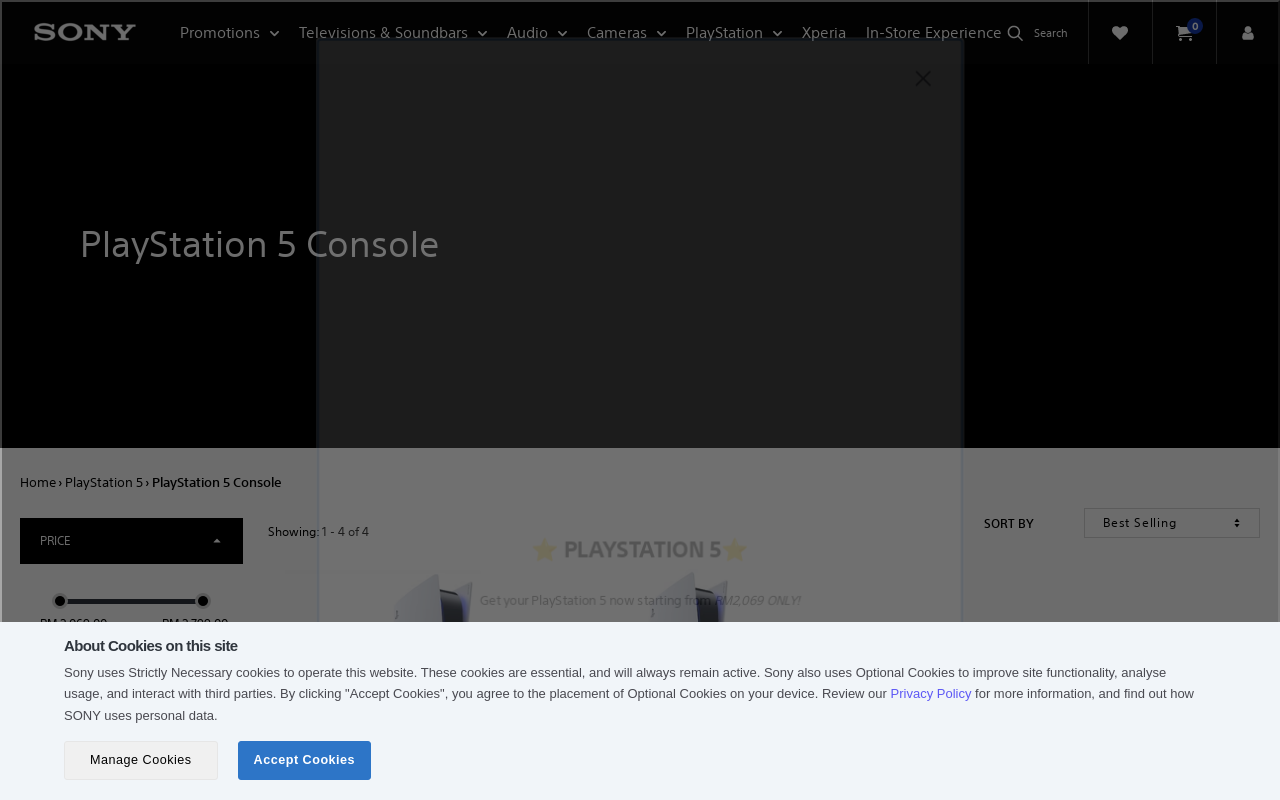 SONY
Promotions
Televisions & Soundbars
Audio
Cameras
PlayStation
Xperia
In-Store Experience
Search
0
PlayStation 5 Console
Home › PlayStation 5 › PlayStation 5 Console
PRICE
Showing: 1 - 4 of 4
SORT BY
Best Selling
⭐ PLAYSTATION 5⭐
Get your PlayStation 5 now starting from RM2,069 ONLY!
About Cookies on this site
Sony uses Strictly Necessary cookies to operate this website. These cookies are essential, and will always remain active. Sony also uses Optional Cookies to improve site functionality, analyse
usage, and interact with third parties. By clicking "Accept Cookies", you agree to the placement of Optional Cookies on your device. Review our Privacy Policy for more information, and find out how
SONY uses personal data.
Manage Cookies
Accept Cookies